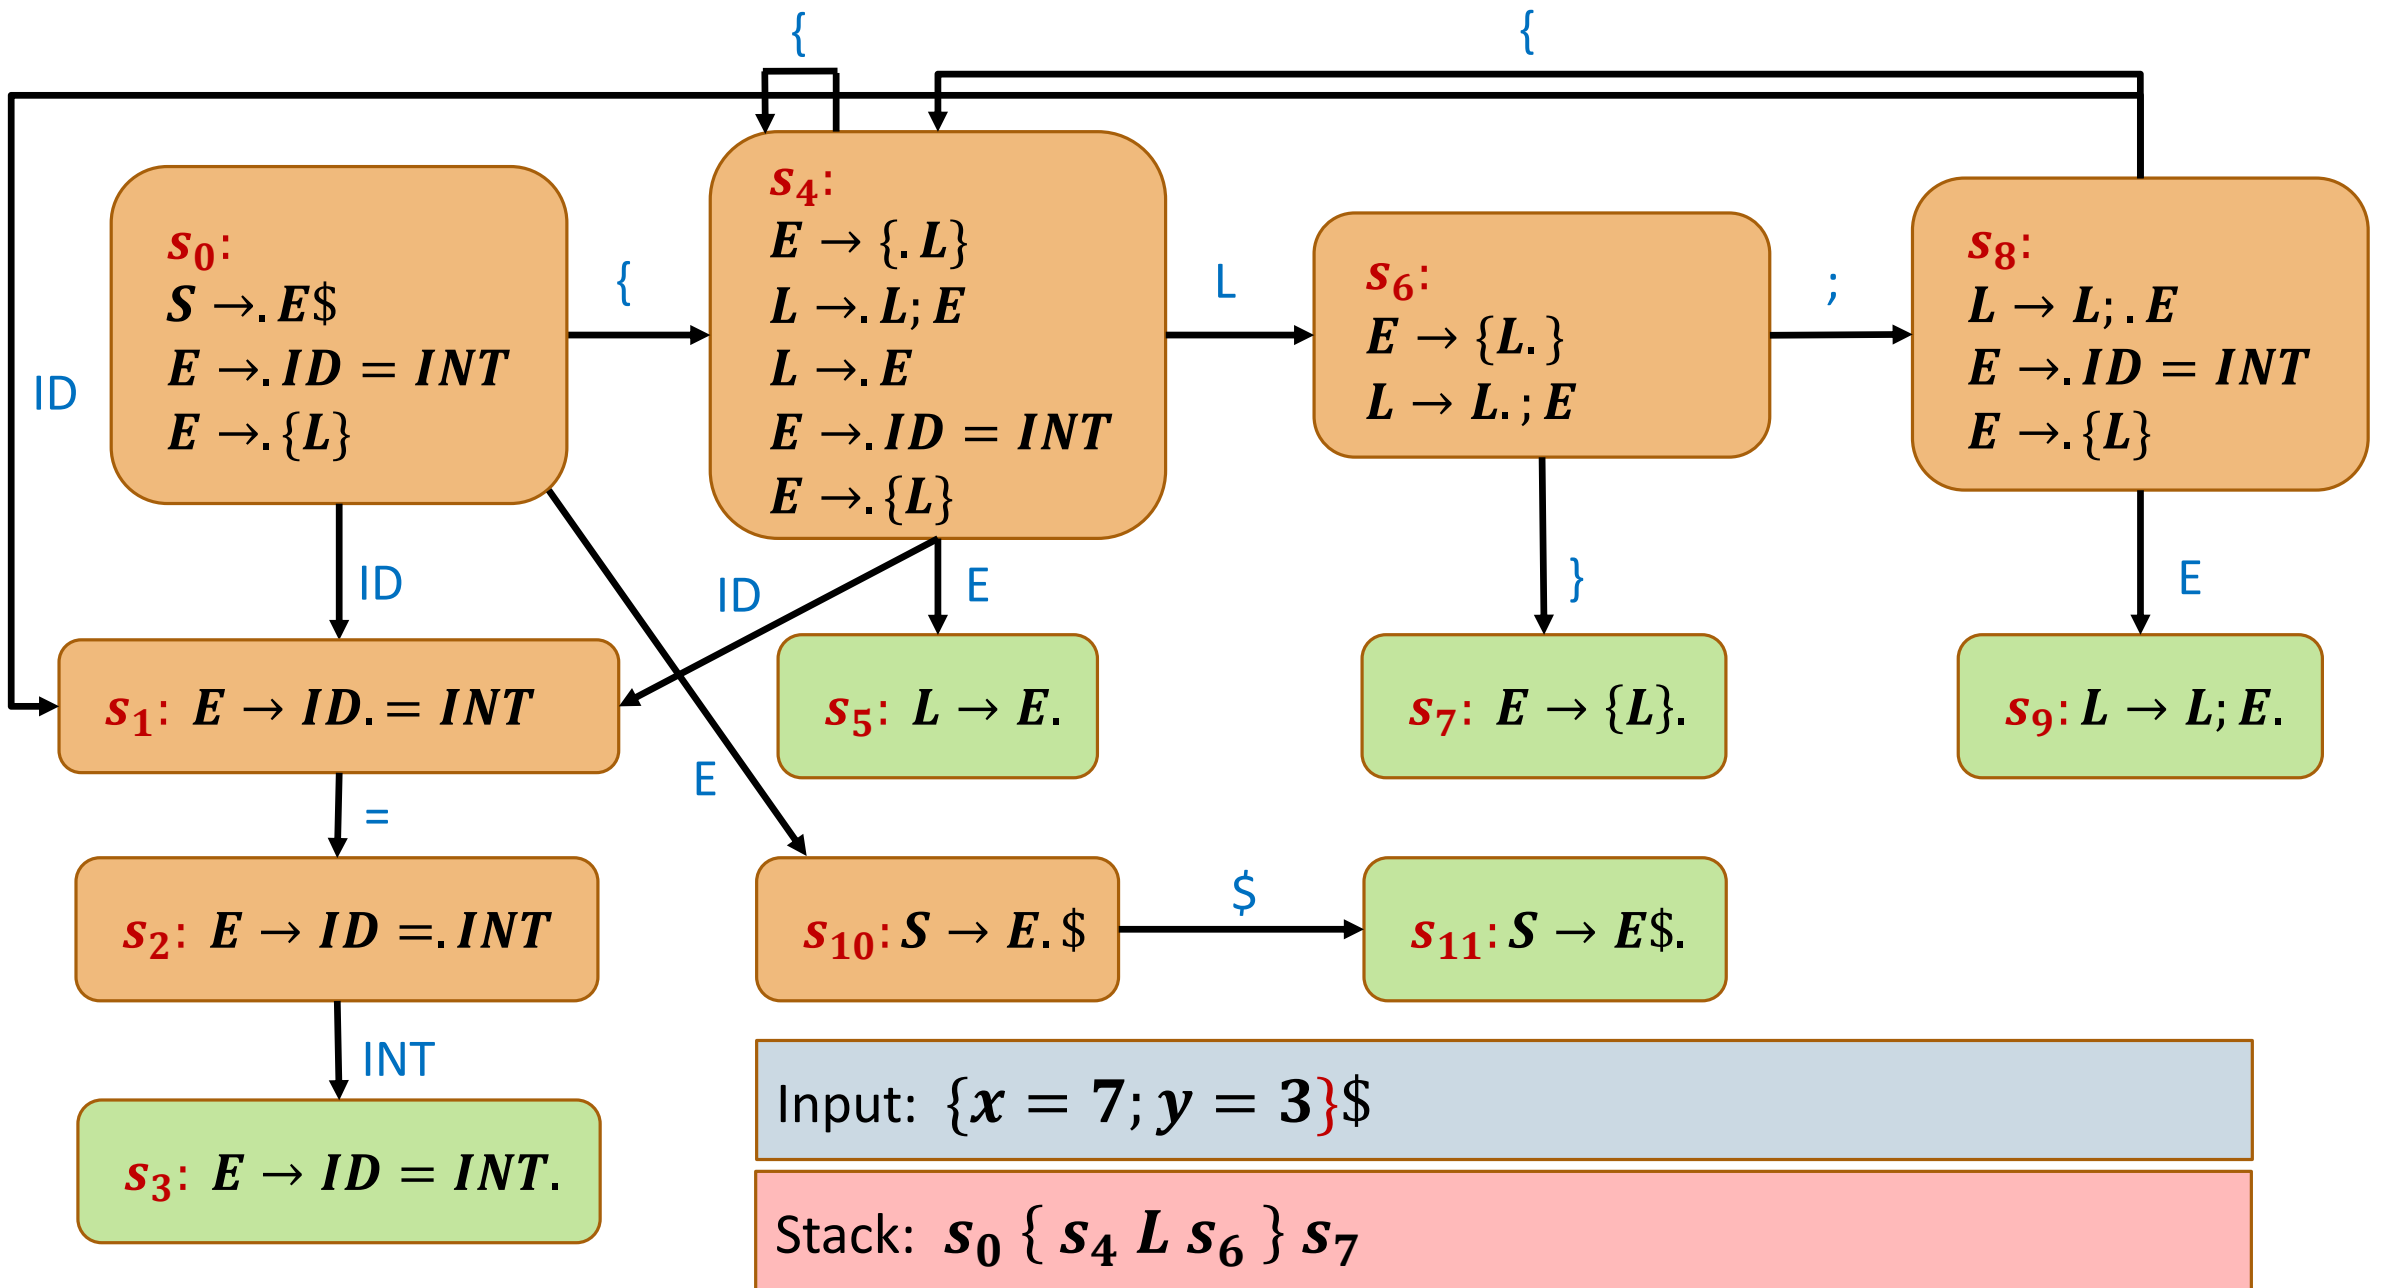 {
{
s₀:
S →. E$
E →. ID = INT
E →. {L}
{
s₄:
E → {. L}
L →. L; E
L →. E
E →. ID = INT
E →. {L}
L
s₆:
E → {L. }
L → L. ; E
;
s₈:
L → L; . E
E →. ID = INT
E →. {L}
ID
ID
ID
E
}
E
s₁: E → ID. = INT
s₅: L → E.
s₇: E → {L}.
s₉: L → L; E.
E
=
s₂: E → ID =. INT
s₁₀: S → E. $
$
s₁₁: S → E$.
INT
s₃: E → ID = INT.
Input: {x = 7; y = 3}$
Stack: s₀ { s₄ L s₆ } s₇